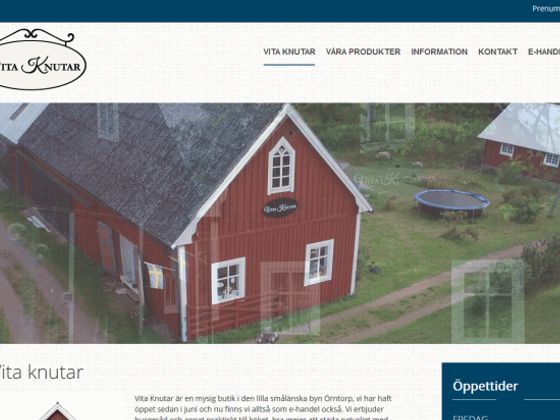 Prenum
VITA KNUTAR
VITA KNUTAR VÅRA PRODUKTER INFORMATION KONTAKT E-HAND
VITA KNUTAR
Vita knutar
Vita Knutar är en mysig butik i den lilla småländska byn Örntorp, vi har haft
öppet sedan i juni och nu finns vi alltså som e-handel också. Vi erbjuder
Öppettider
FREDAG